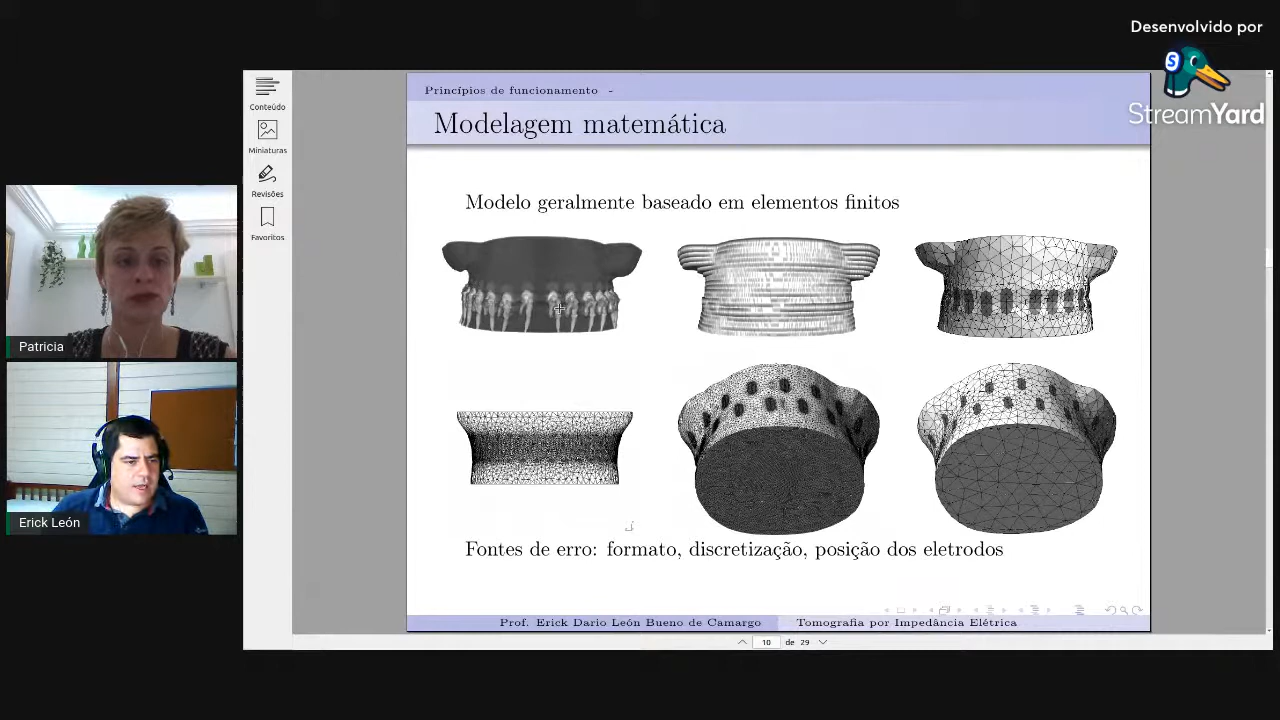 Desenvolvido por
StreamYard
Conteúdo
Miniaturas
Revisões
Favoritos
Princípios de funcionamento -
Modelagem matemática
Modelo geralmente baseado em elementos finitos
Fontes de erro: formato, discretização, posição dos eletrodos
Prof. Erick Dario León Bueno de Camargo
Tomografia por Impedância Elétrica
10 de 29
Patricia
Erick León